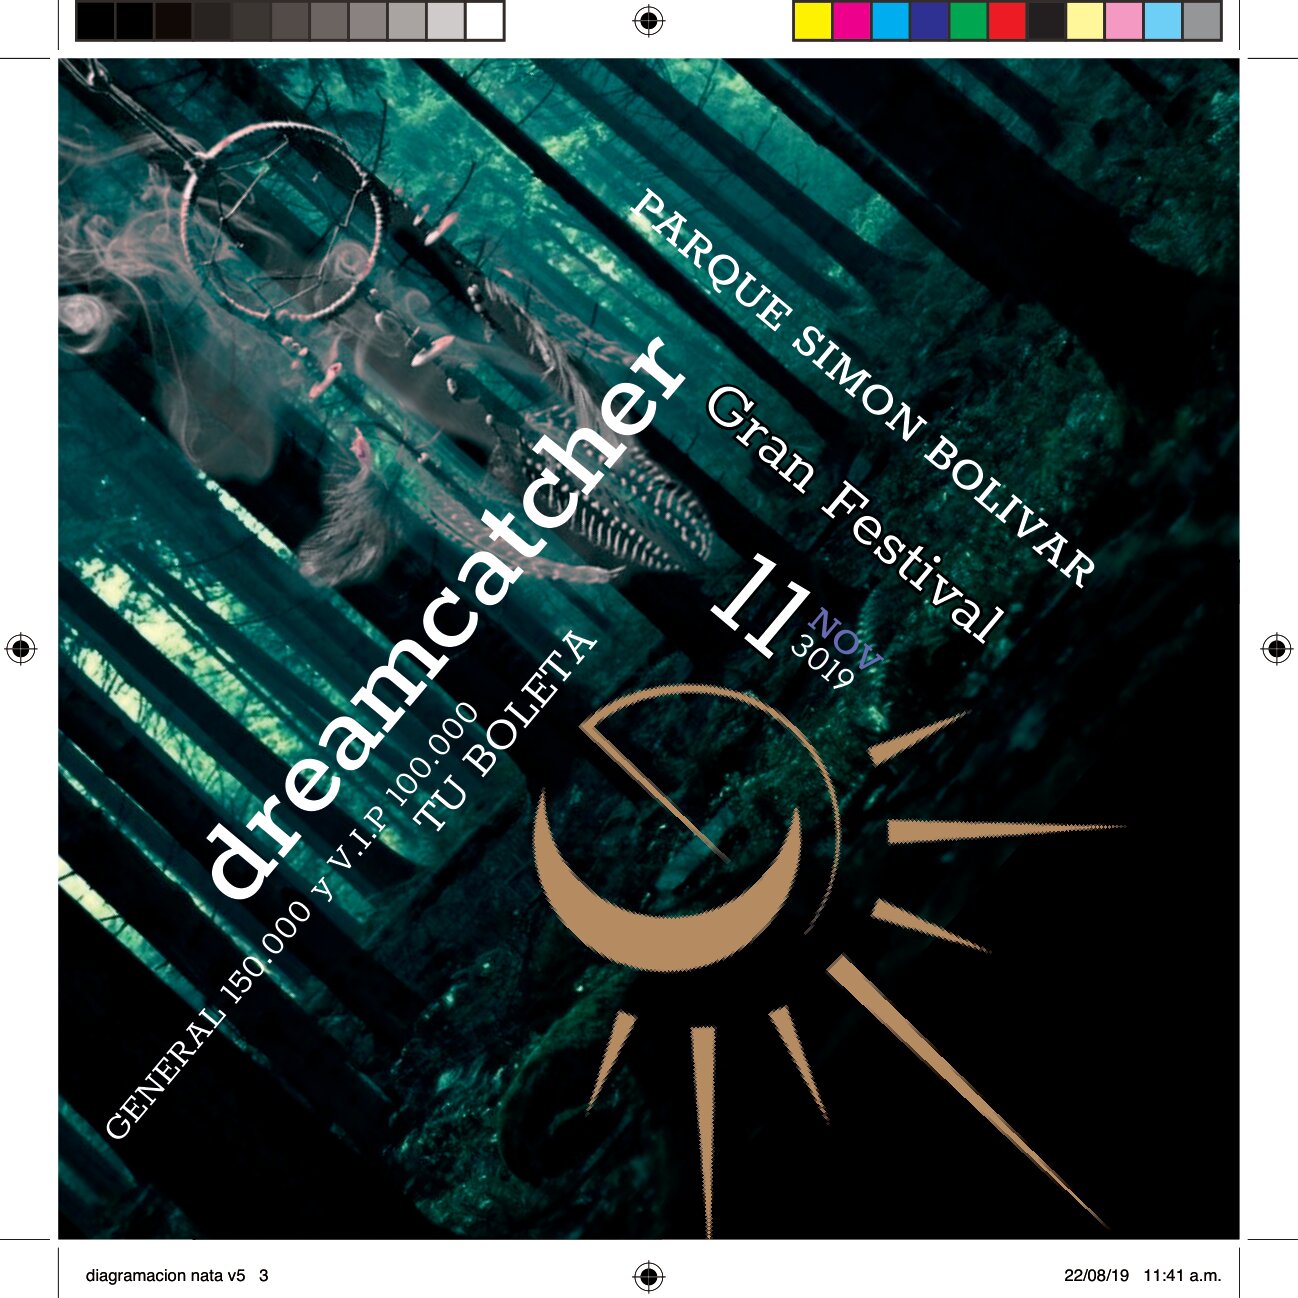 PARQUE SIMON BOLIVAR
Gran Festival
11
NOV
3019
dreamcatcher
TU BOLETA
GENERAL 150.000 y V.I.P 100.000
diagramacion nata v5 3
22/08/19 11:41 a.m.